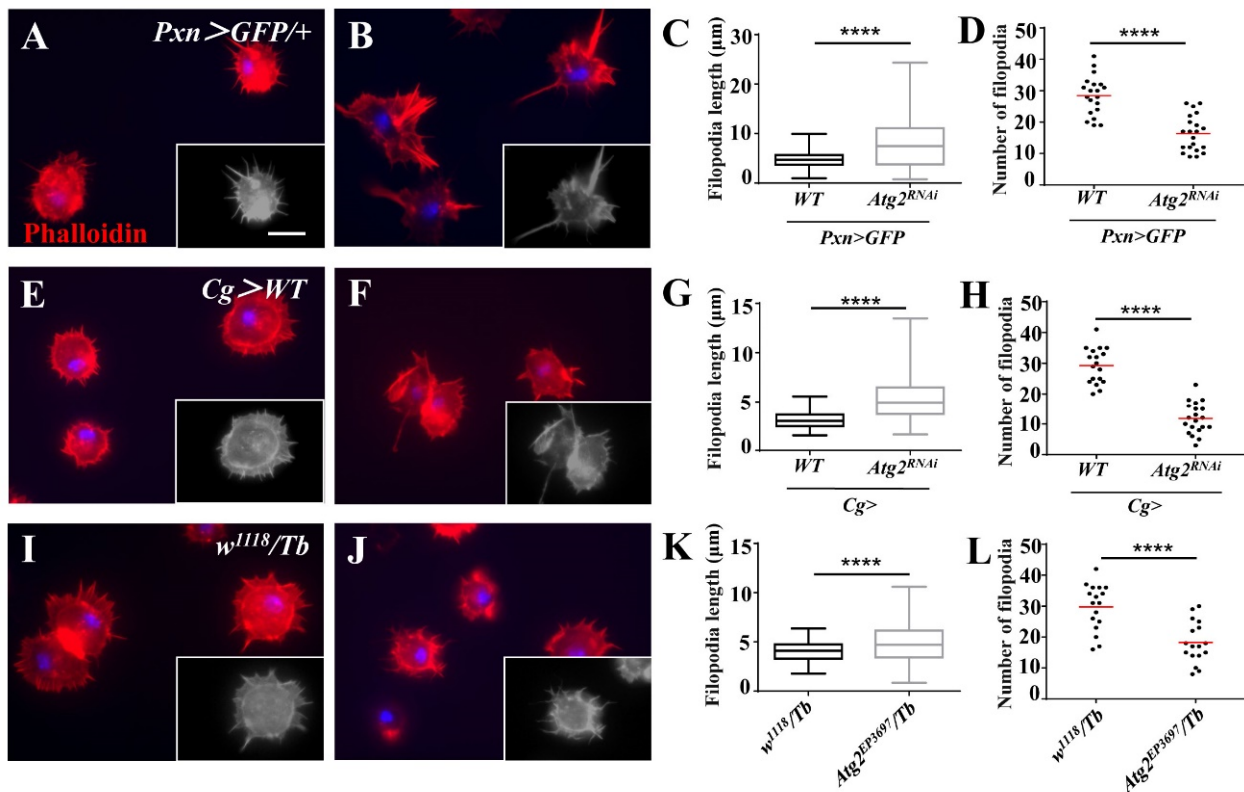 A
Pxn>GFP/+
Phalloidin
B
C
Filopodia length (μm)
30
20
10
0
****
WT
Atg2RNAi
Pxn>GFP
D
Number of filopodia
50
40
30
20
10
0
****
WT
Atg2RNAi
Pxn>GFP
E
Cg>WT
F
G
Filopodia length (μm)
15
10
5
0
****
WT
Atg2RNAi
Cg>
H
Number of filopodia
50
40
30
20
10
0
****
WT
Atg2RNAi
Cg>
I
w1118/Tb
J
K
Filopodia length (μm)
15
10
5
0
****
w1118/Tb
Atg2EP3697/Tb
L
Number of filopodia
50
40
30
20
10
0
****
w1118/Tb
Atg2EP3697/Tb